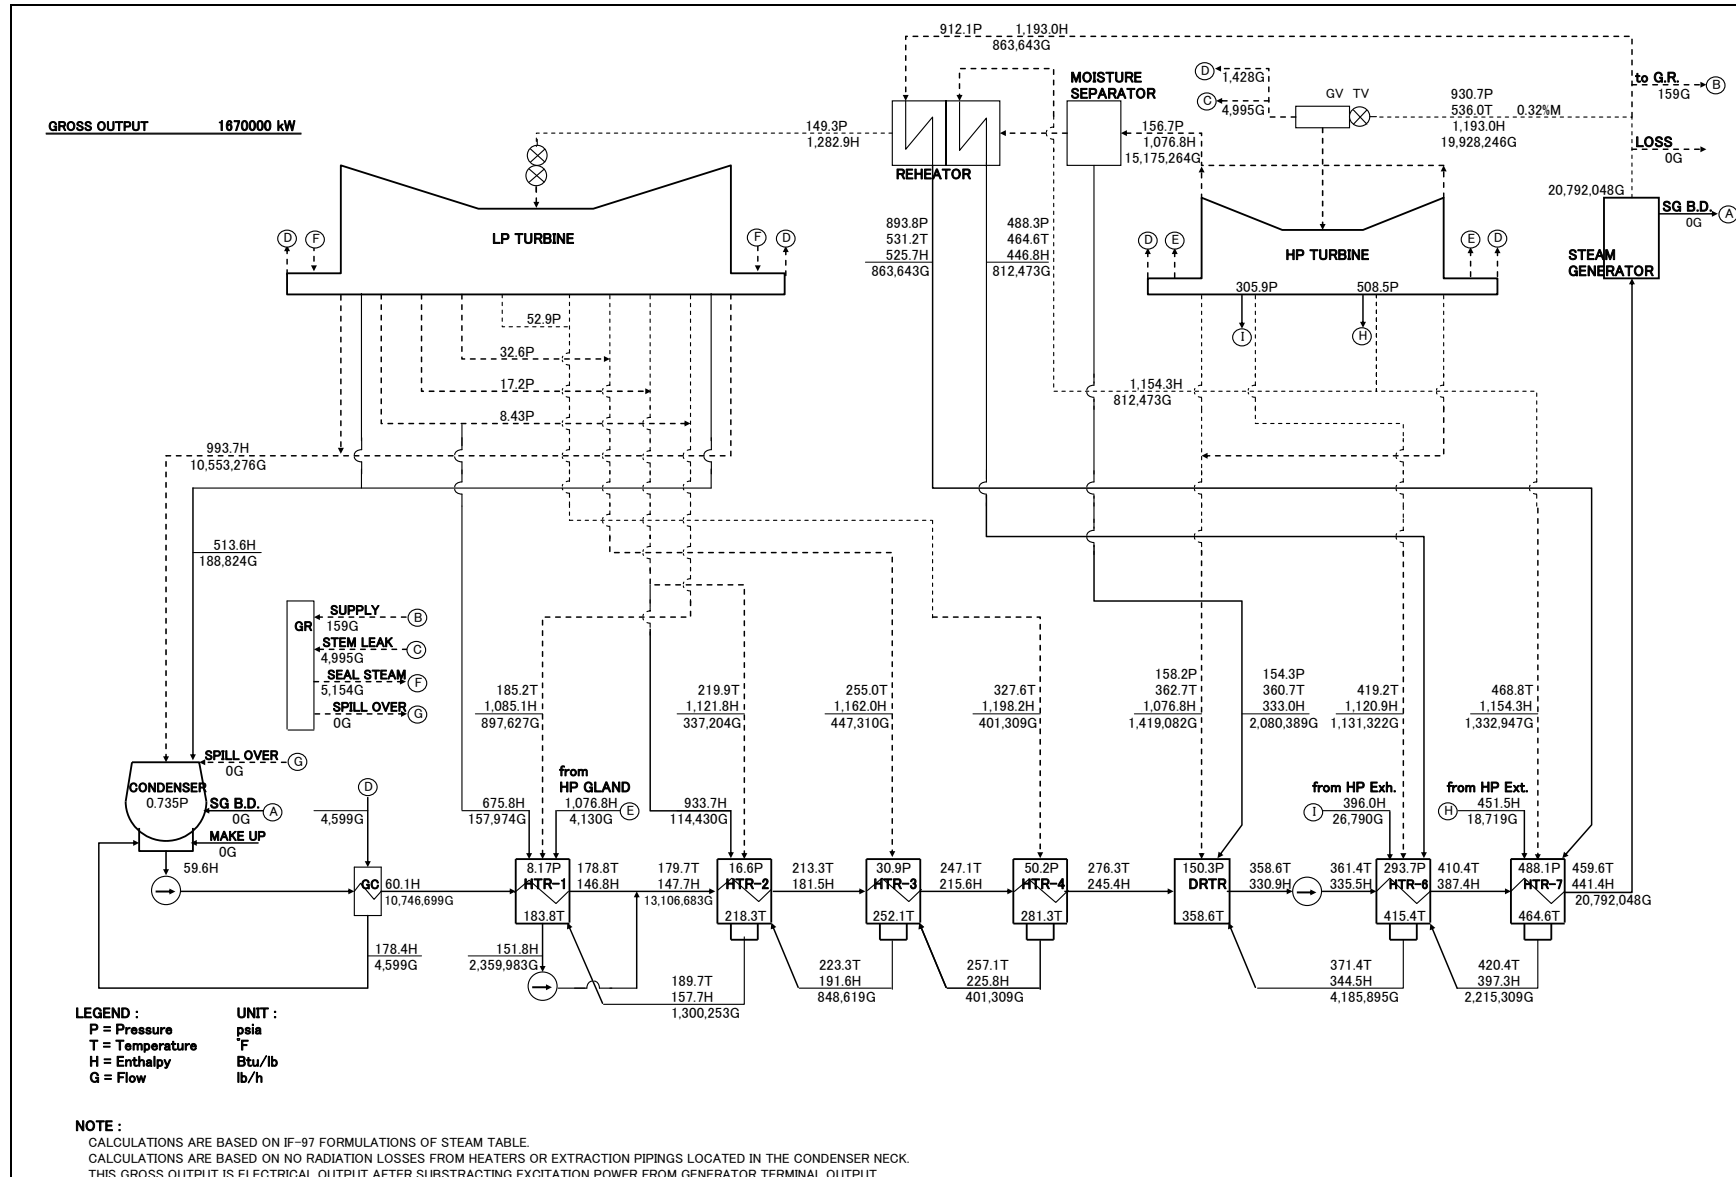 912.1P 1,193.0H
863,643G
GROSS OUTPUT 1670000 kW
149.3P
1,282.9H
REHEATOR
MOISTURE
SEPARATOR
156.7P
1,076.8H
15,175,264G
D
1,428G
C
4,995G
GV TV
930.7P
536.0T 0.32%M
1,193.0H
19,928,246G
to G.R.
159G
B
LOSS
0G
20,792,048G
SG B.D.
0G
A
STEAM
GENERATOR
LP TURBINE
D
F
F
D
893.8P
531.2T
525.7H
863,643G
488.3P
464.6T
446.8H
812,473G
HP TURBINE
D
E
E
D
305.9P
508.5P
I
H
52.9P
32.6P
17.2P
8.43P
1,154.3H
812,473G
993.7H
10,553,276G
513.6H
188,824G
GR
SUPPLY
159G
B
STEM LEAK
4,995G
C
SEAL STEAM
5,154G
F
SPILL OVER
0G
G
185.2T
1,085.1H
897,627G
219.9T
1,121.8H
337,204G
255.0T
1,162.0H
447,310G
327.6T
1,198.2H
401,309G
158.2P
362.7T
1,076.8H
1,419,082G
154.3P
360.7T
333.0H
2,080,389G
419.2T
1,120.9H
1,131,322G
468.8T
1,154.3H
1,332,947G
SPILL OVER
0G
G
CONDENSER
0.735P
SG B.D.
0G
A
MAKE UP
0G
59.6H
D
4,599G
GC
60.1H
10,746,699G
178.4H
4,599G
675.8H
157,974G
from
HP GLAND
1,076.8H
4,130G
E
933.7H
114,430G
from HP Exh.
I
396.0H
26,790G
from HP Ext.
H
451.5H
18,719G
8.17P
HTR-1
183.8T
178.8T
146.8H
179.7T
147.7H
13,106,683G
16.6P
HTR-2
218.3T
213.3T
181.5H
30.9P
HTR-3
252.1T
247.1T
215.6H
50.2P
HTR-4
281.3T
276.3T
245.4H
150.3P
DRTR
358.6T
358.6T
330.9H
361.4T
335.5H
293.7P
HTR-6
415.4T
410.4T
387.4H
488.1P
HTR-7
464.6T
459.6T
441.4H
20,792,048G
151.8H
2,359,983G
189.7T
157.7H
1,300,253G
223.3T
191.6H
848,619G
257.1T
225.8H
401,309G
371.4T
344.5H
4,185,895G
420.4T
397.3H
2,215,309G
LEGEND : UNIT :
P = Pressure psia
T = Temperature °F
H = Enthalpy Btu/lb
G = Flow lb/h
NOTE :
CALCULATIONS ARE BASED ON IF-97 FORMULATIONS OF STEAM TABLE.
CALCULATIONS ARE BASED ON NO RADIATION LOSSES FROM HEATERS OR EXTRACTION PIPINGS LOCATED IN THE CONDENSER NECK.
THIS GROSS OUTPUT IS ELECTRICAL OUTPUT AFTER SUBSTRACTING EXCITATION POWER FROM GENERATOR TERMINAL OUTPUT.